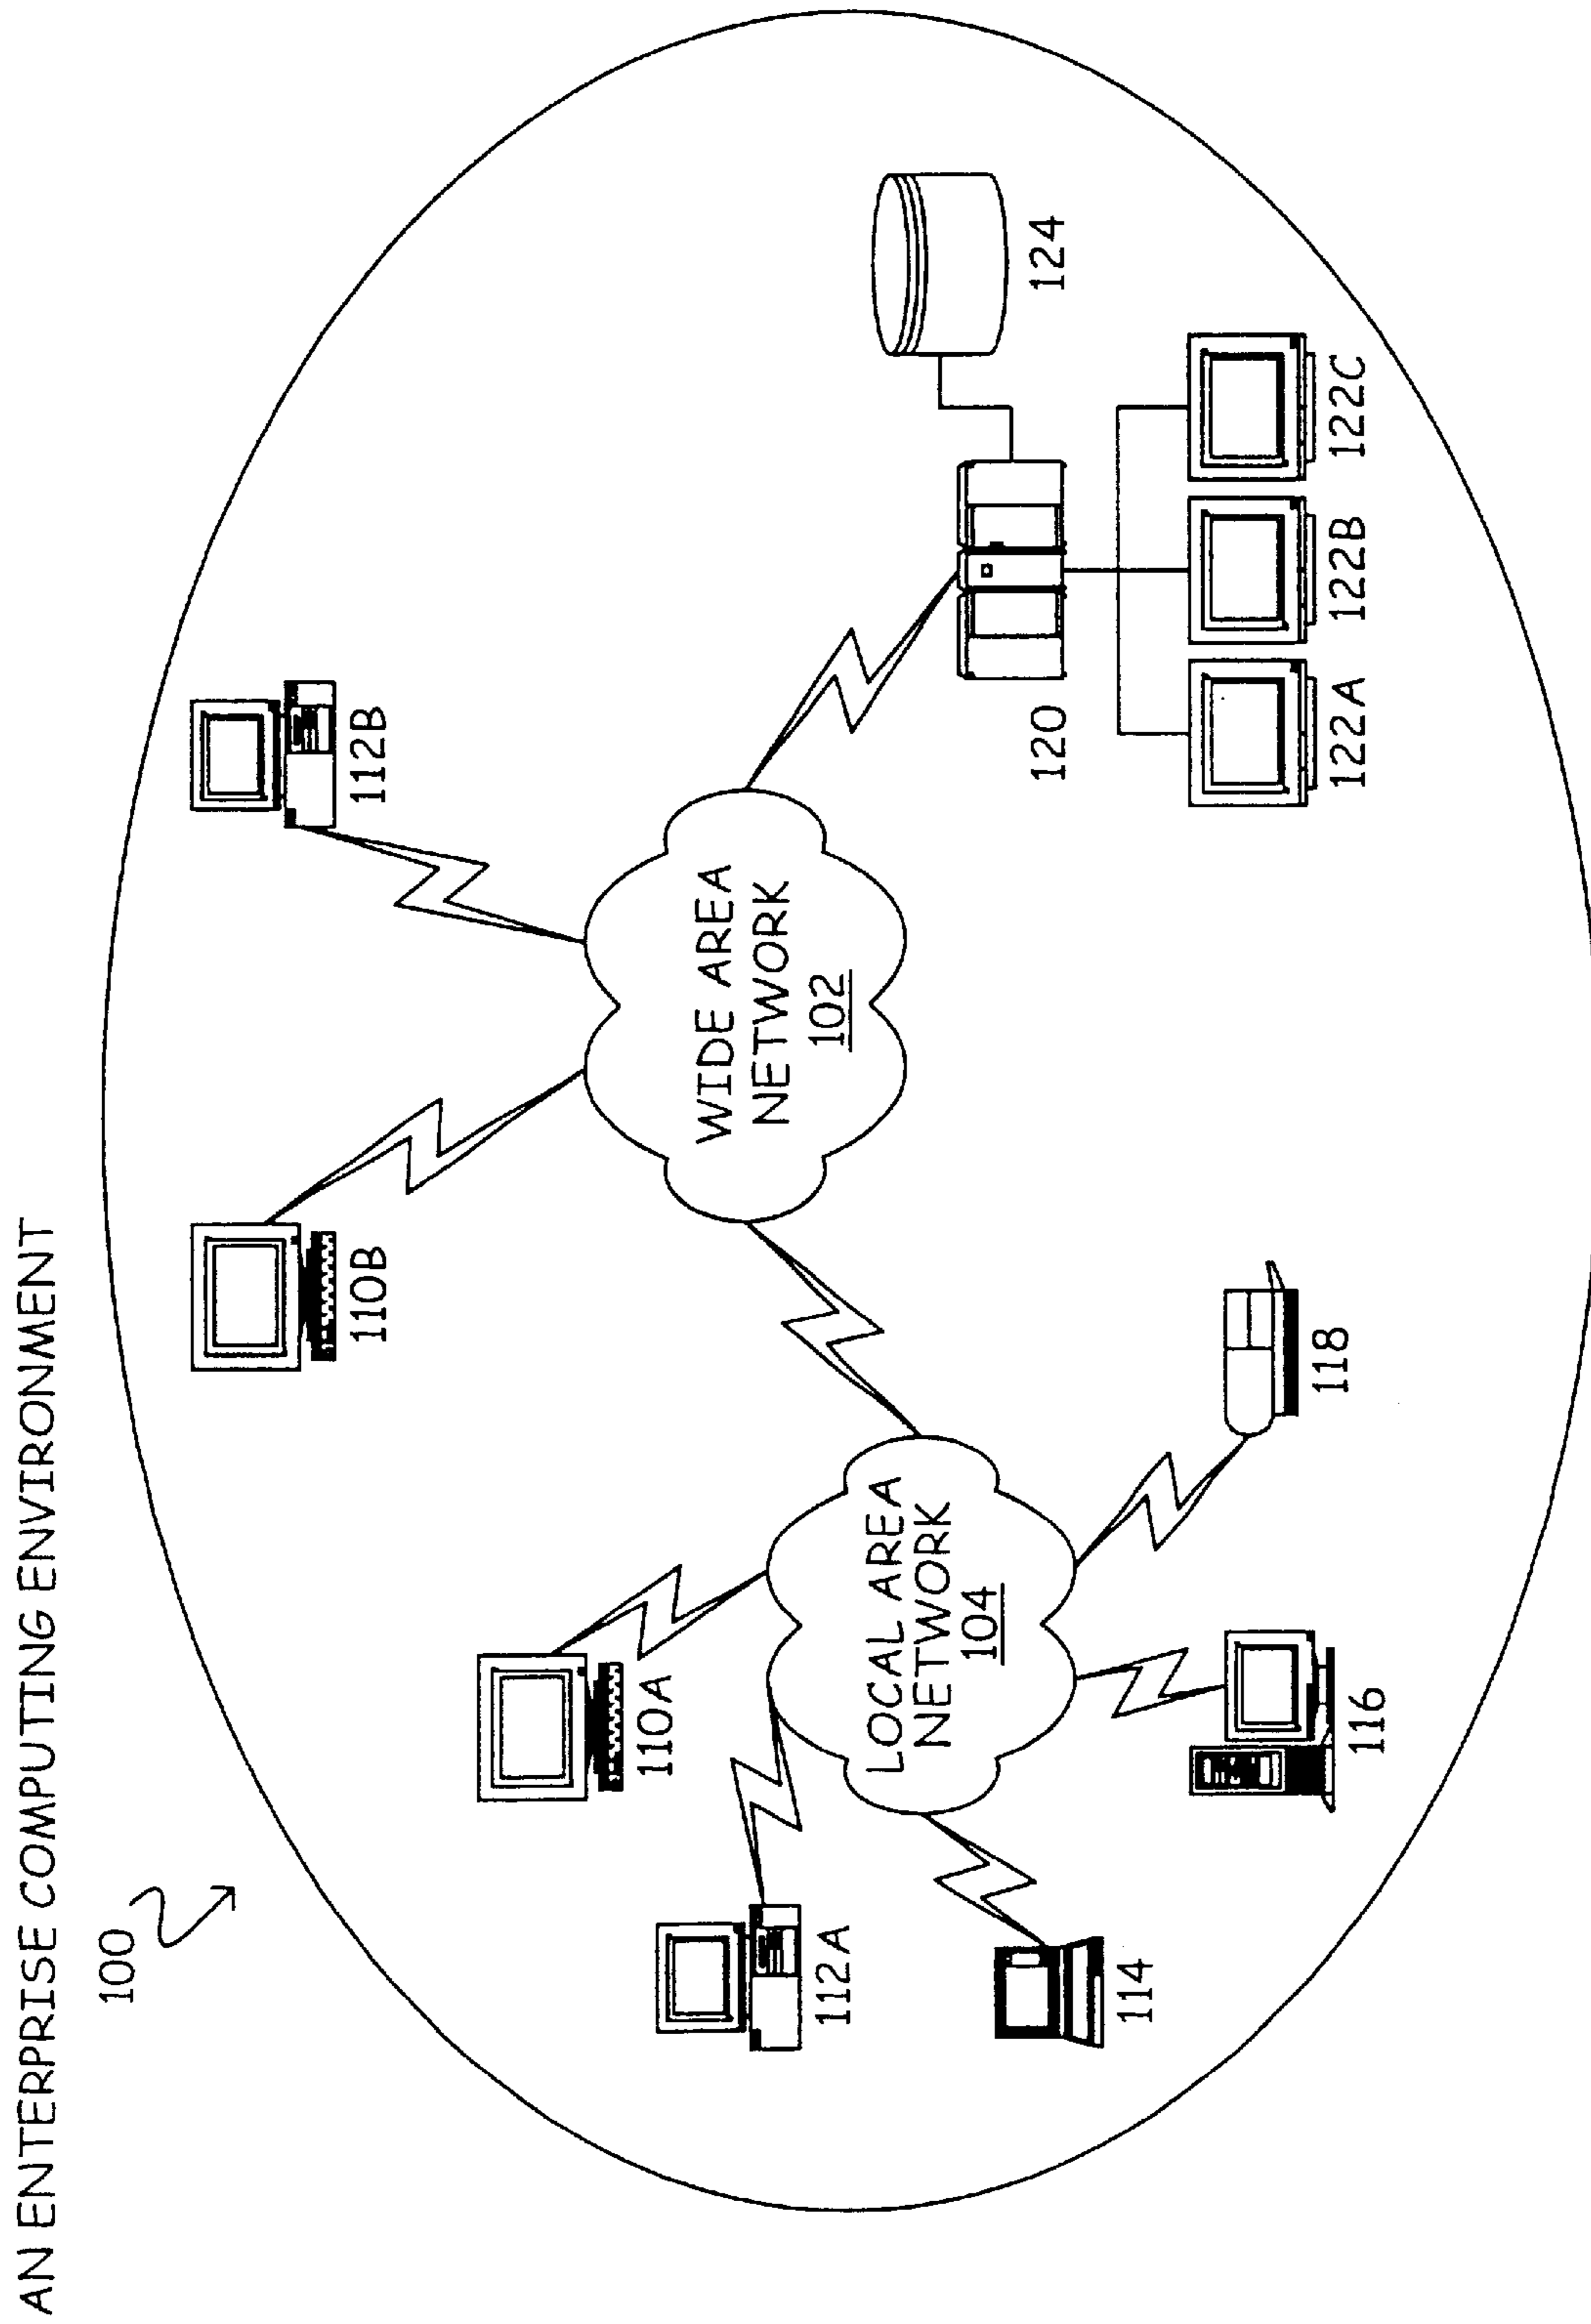 AN ENTERPRISE COMPUTING ENVIRONMENT
100
110B
112B
110A
112A
WIDE AREA
NETWORK
102
LOCAL AREA
NETWORK
104
114
116
118
120
124
122A
122B
122C